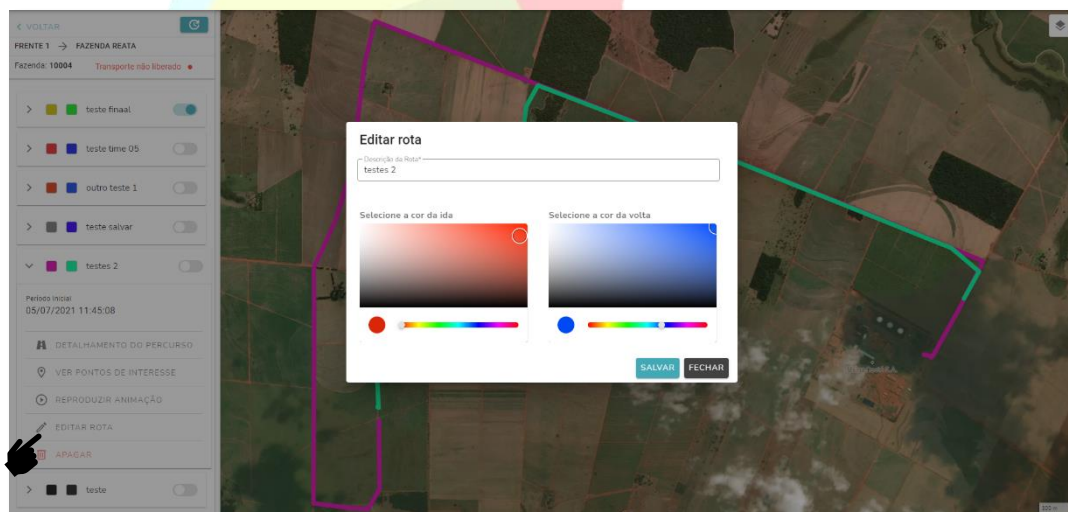 < VOLTAR
FRENTE 1 → FAZENDA REATA
Fazenda: 10004 Transporte não liberado
teste finaal
teste time 05
outro teste 1
teste salvar
testes 2
Período Inicial
05/07/2021 11:45:08
DETALHAMENTO DO PERCURSO
VER PONTOS DE INTERESSE
REPRODUZIR ANIMAÇÃO
EDITAR ROTA
APAGAR
teste
Editar rota
Descrição da Rota*
testes 2
Selecione a cor da ida
Selecione a cor da volta
SALVAR
FECHAR